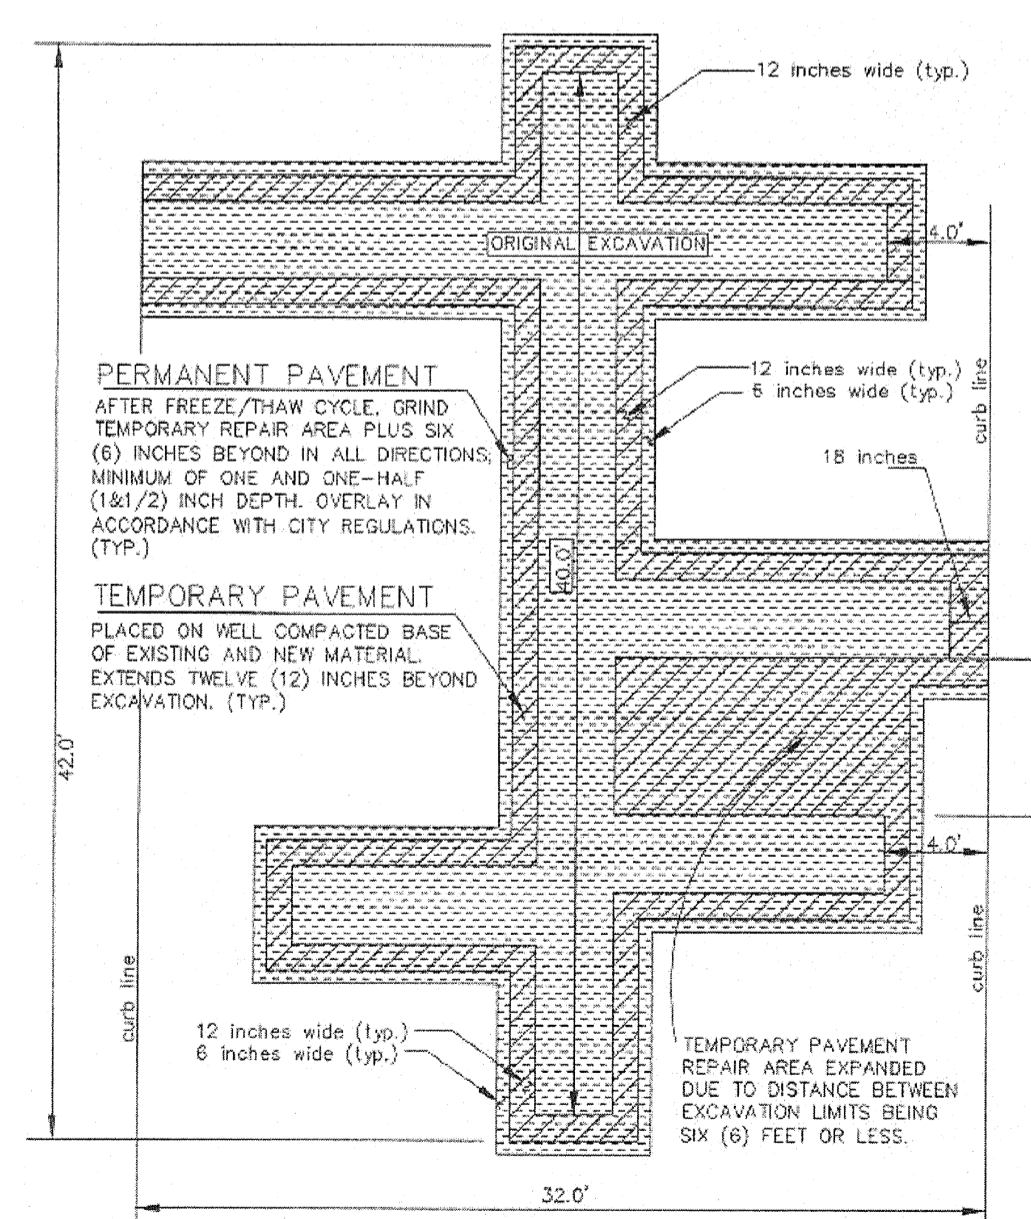 12 inches wide (typ.)
ORIGINAL EXCAVATION
4.0'
PERMANENT PAVEMENT
AFTER FREEZE/THAW CYCLE, GRIND
TEMPORARY REPAIR AREA PLUS SIX
(6) INCHES BEYOND IN ALL DIRECTIONS;
MINIMUM OF ONE AND ONE-HALF
(1&1/2) INCH DEPTH. OVERLAY IN
ACCORDANCE WITH CITY REGULATIONS.
(TYP.)
12 inches wide (typ.)
6 inches wide (typ.)
curb line
18 inches
40.0'
TEMPORARY PAVEMENT
PLACED ON WELL COMPACTED BASE
OF EXISTING AND NEW MATERIAL.
EXTENDS TWELVE (12) INCHES BEYOND
EXCAVATION. (TYP.)
42.0'
4.0'
curb line
curb line
12 inches wide (typ.)
6 inches wide (typ.)
TEMPORARY PAVEMENT
REPAIR AREA EXPANDED
DUE TO DISTANCE BETWEEN
EXCAVATION LIMITS BEING
SIX (6) FEET OR LESS.
32.0'